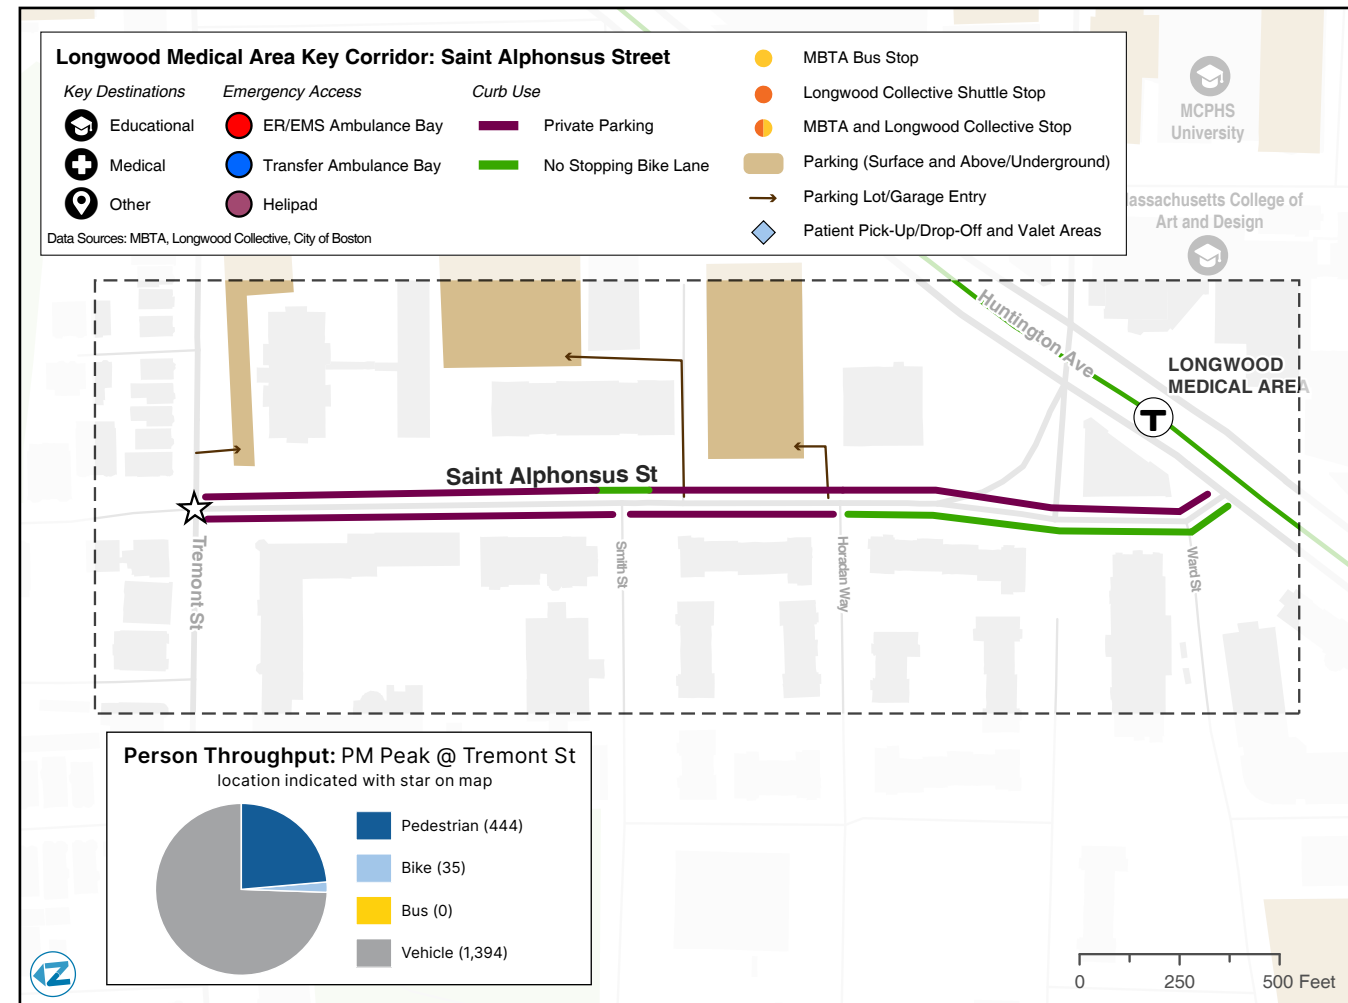 Longwood Medical Area Key Corridor: Saint Alphonsus Street
Key Destinations
Educational
Medical
Other
Emergency Access
ER/EMS Ambulance Bay
Transfer Ambulance Bay
Helipad
Curb Use
Private Parking
No Stopping Bike Lane
MBTA Bus Stop
Longwood Collective Shuttle Stop
MBTA and Longwood Collective Stop
Parking (Surface and Above/Underground)
Parking Lot/Garage Entry
Patient Pick-Up/Drop-Off and Valet Areas
Data Sources: MBTA, Longwood Collective, City of Boston
MCPHS
University
assachusetts College of
Art and Design
Huntington Ave
LONGWOOD
MEDICAL AREA
T
Saint Alphonsus St
Tremont St
Smith St
Horadan Way
Ward St
Person Throughput: PM Peak @ Tremont St
location indicated with star on map
Pedestrian (444)
Bike (35)
Bus (0)
Vehicle (1,394)
Z
0 250 500 Feet